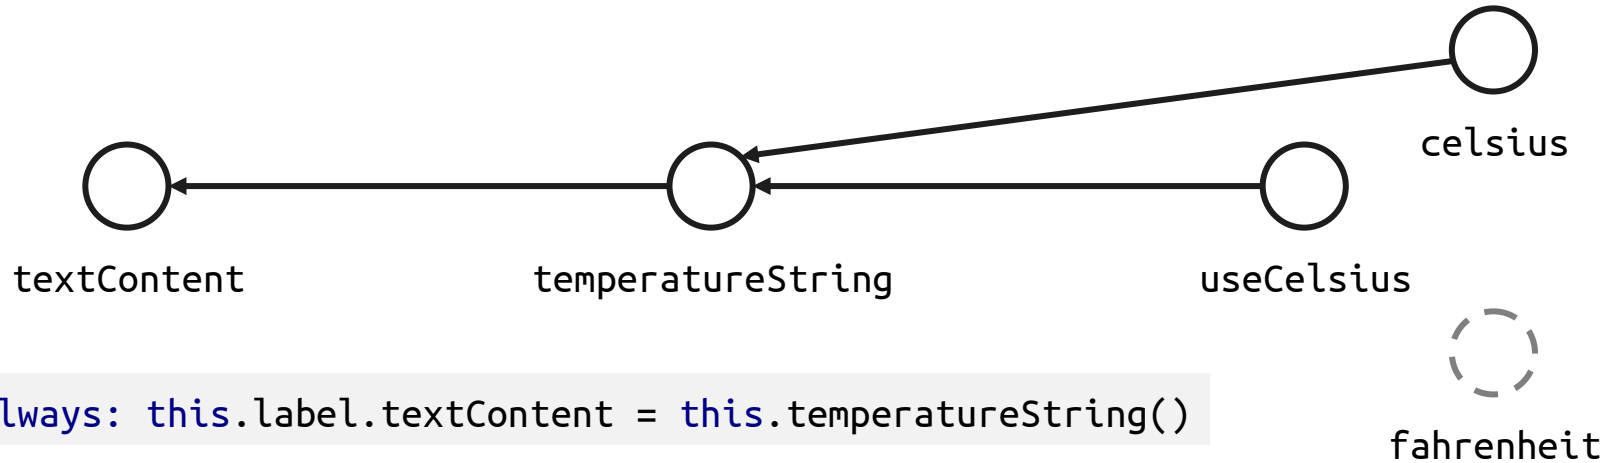 celsius
textContent
temperatureString
useCelsius
lways: this.label.textContent = this.temperatureString()
fahrenheit